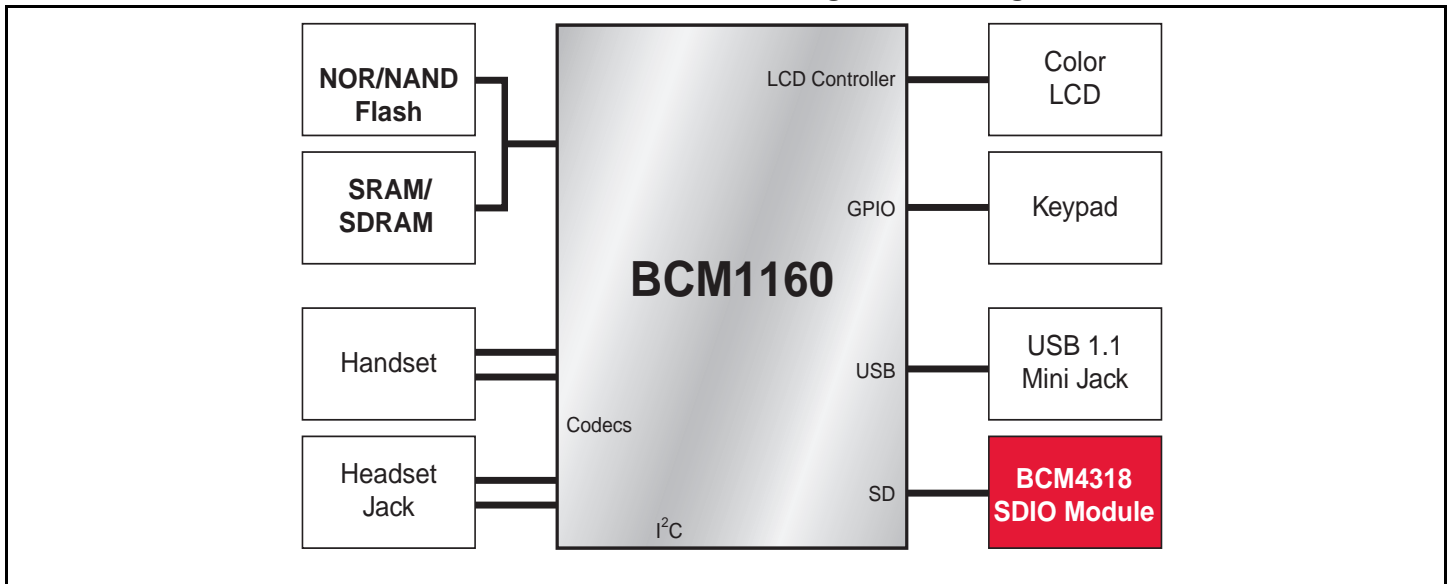 NOR/NAND
Flash
SRAM/
SDRAM
Handset
Headset
Jack
LCD Controller
GPIO
BCM1160
USB
Codecs
SD
I²C
Color
LCD
Keypad
USB 1.1
Mini Jack
BCM4318
SDIO Module